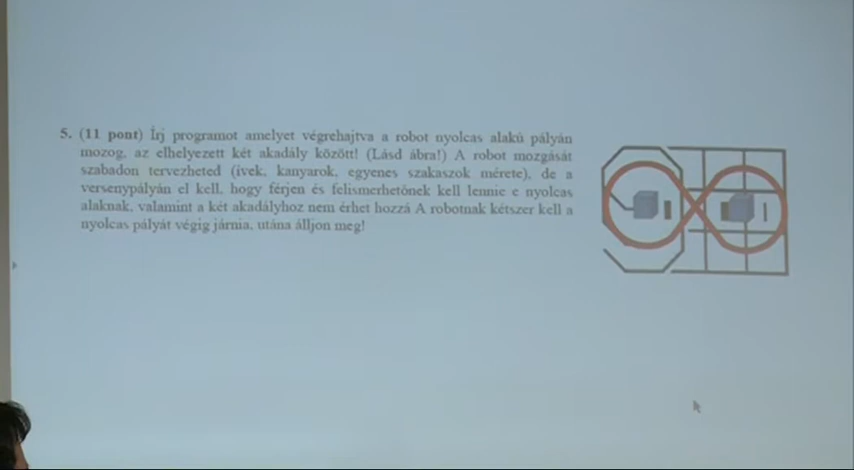 5. (11 pont) Írj programot amelyet végrehajtva a robot nyolcas alakú pályán
mozog, az elhelyezett két akadály között! (Lásd ábra!) A robot mozgását
szabadon tervezheted (ívek, kanyarok, egyenes szakaszok mérete), de a
versenypályán el kell, hogy férjen és felismerhetőnek kell lennie e nyolcas
alaknak, valamint a két akadályhoz nem érhet hozzá A robotnak kétszer kell a
nyolcas pályát végig járnia, utána álljon meg!